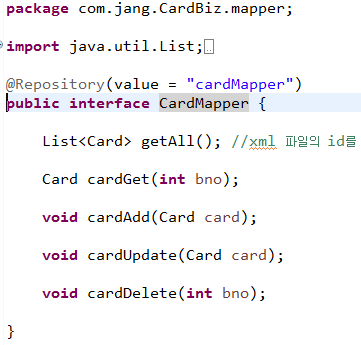 package com.jang.CardBiz.mapper;
import java.util.List;
@Repository(value = "cardMapper")
public interface CardMapper {
List<Card> getAll(); //xml 파일의 id를
Card cardGet(int bno);
void cardAdd(Card card);
void cardUpdate(Card card);
void cardDelete(int bno);
}